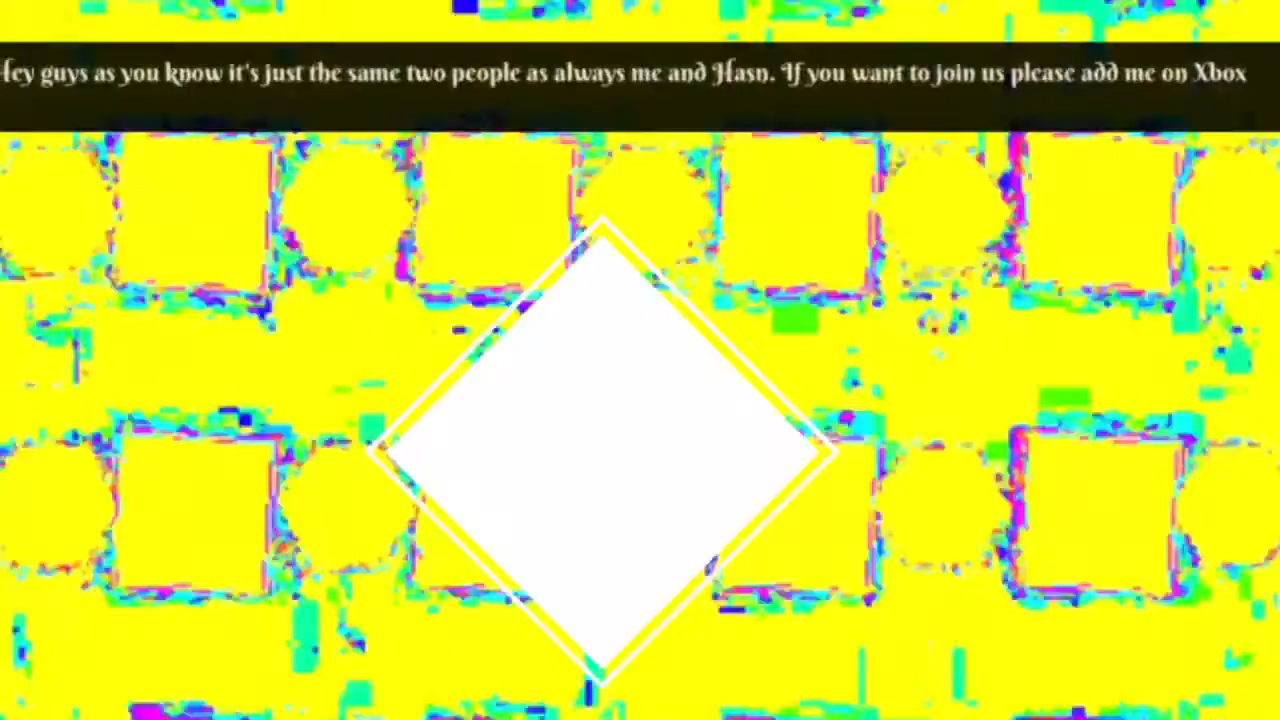 Hey guys as you know it's just the same two people as always me and Hasn. If you want to join us please add me on Xbox